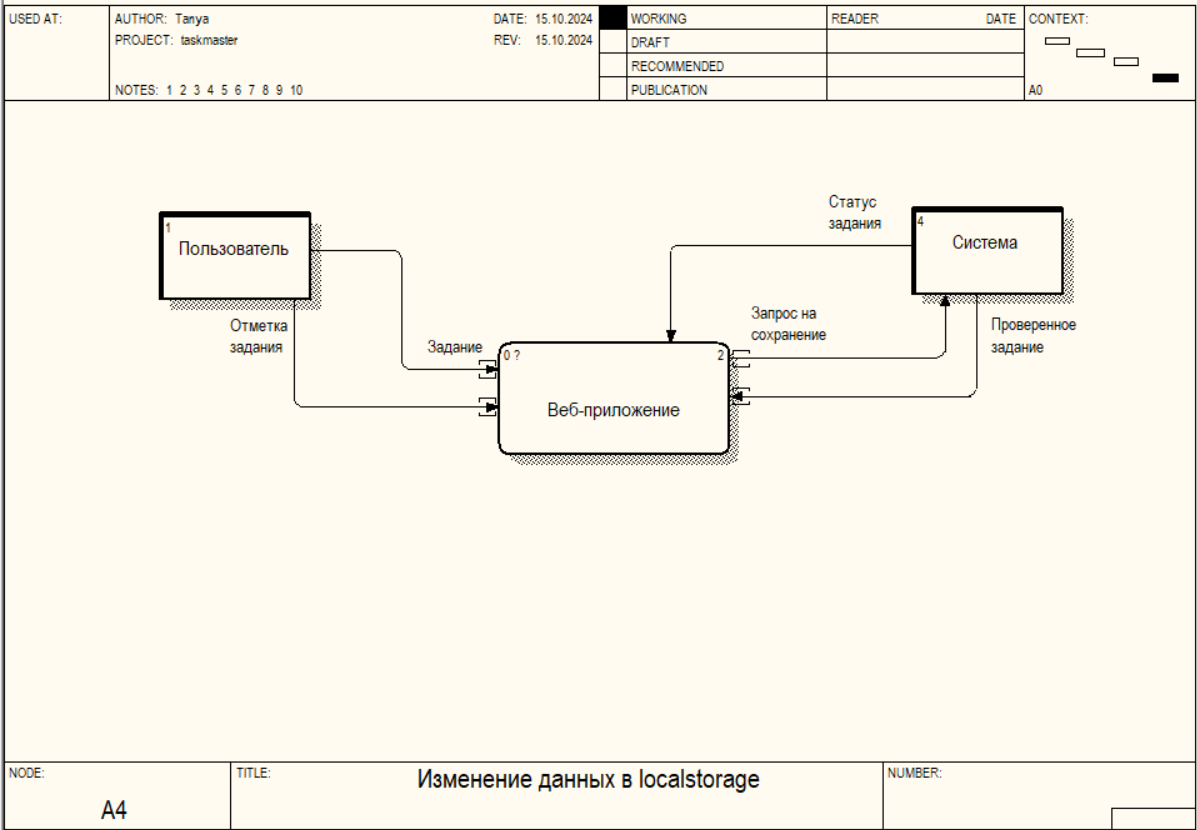 USED AT:
AUTHOR: Tanya
DATE: 15.10.2024
WORKING
READER
DATE
CONTEXT:
PROJECT: taskmaster
REV: 15.10.2024
DRAFT
RECOMMENDED
NOTES: 1 2 3 4 5 6 7 8 9 10
PUBLICATION
A0
1
Пользователь
Статус
задания
4
Система
Отметка
задания
Задание
Запрос на
сохранение
Проверенное
задание
0 ?
2
Веб-приложение
NODE:
A4
TITLE:
Изменение данных в localstorage
NUMBER: